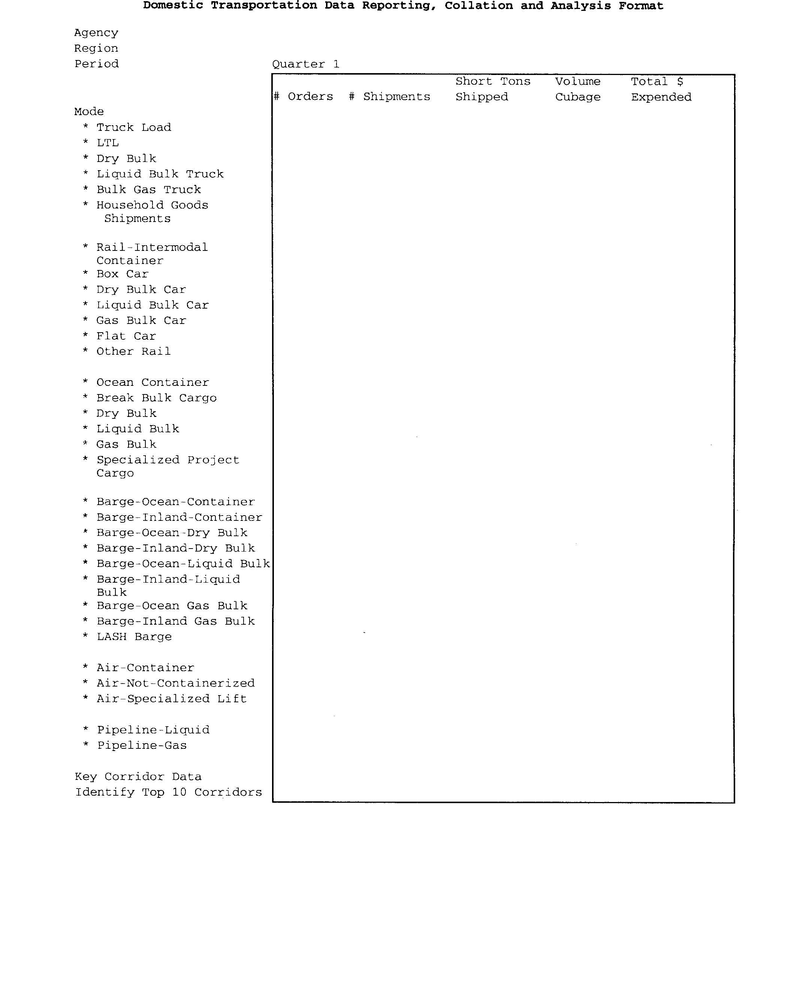 Domestic Transportation Data Reporting, Collation and Analysis Format
Agency
Region
Period Quarter 1
Short Tons Volume Total $
# Orders # Shipments Shipped Cubage Expended
Mode
* Truck Load
* LTL
* Dry Bulk
* Liquid Bulk Truck
* Bulk Gas Truck
* Household Goods
Shipments
* Rail-Intermodal
Container
* Box Car
* Dry Bulk Car
* Liquid Bulk Car
* Gas Bulk Car
* Flat Car
* Other Rail
* Ocean Container
* Break Bulk Cargo
* Dry Bulk
* Liquid Bulk
* Gas Bulk
* Specialized Project
Cargo
* Barge-Ocean-Container
* Barge-Inland-Container
* Barge-Ocean-Dry Bulk
* Barge-Inland-Dry Bulk
* Barge-Ocean-Liquid Bulk
* Barge-Inland-Liquid
Bulk
* Barge-Ocean Gas Bulk
* Barge-Inland Gas Bulk
* LASH Barge
* Air-Container
* Air-Not-Containerized
* Air-Specialized Lift
* Pipeline-Liquid
* Pipeline-Gas
Key Corridor Data
Identify Top 10 Corridors